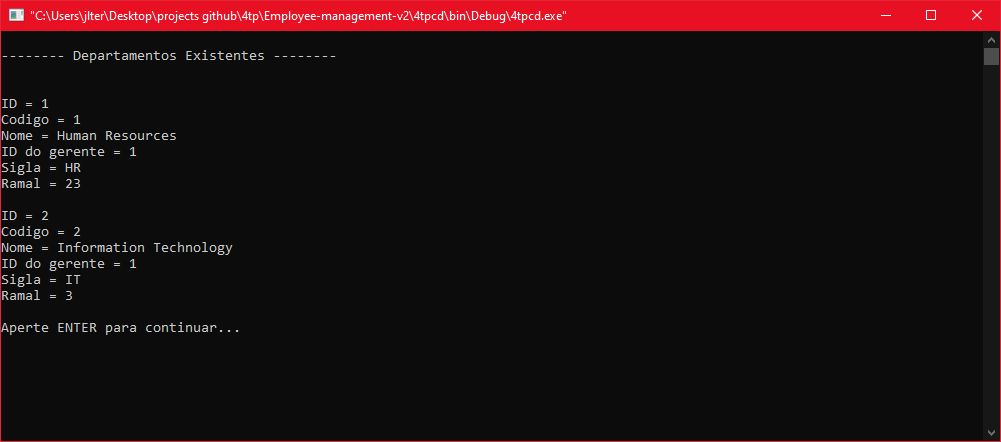 "C:\Users\jlter\Desktop\projects github\4tp\Employee-management-v2\4tpcd\bin\Debug\4tpcd.exe"
-------- Departamentos Existentes --------
ID = 1
Codigo = 1
Nome = Human Resources
ID do gerente = 1
Sigla = HR
Ramal = 23
ID = 2
Codigo = 2
Nome = Information Technology
ID do gerente = 1
Sigla = IT
Ramal = 3
Aperte ENTER para continuar...